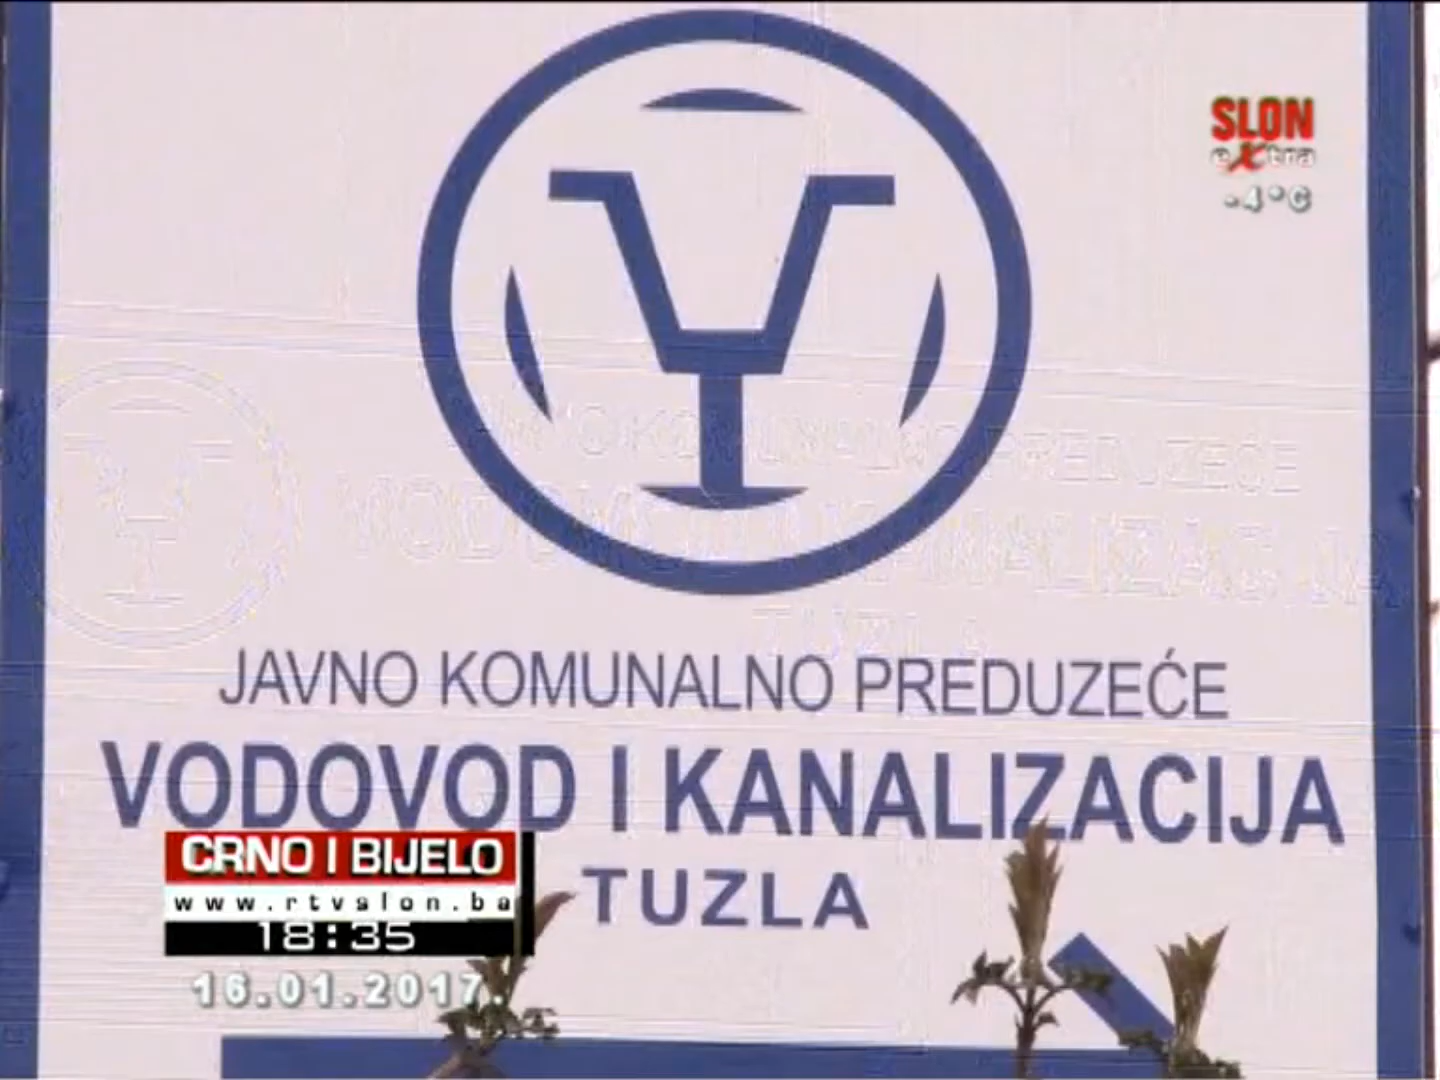 SLON
eXtra
-4°C
JAVNO KOMUNALNO PREDUZEĆE
VODOVOD I KANALIZACIJA
TUZLA
CRNO I BIJELO
www.rtvslon.ba
18:35
16.01.2017.